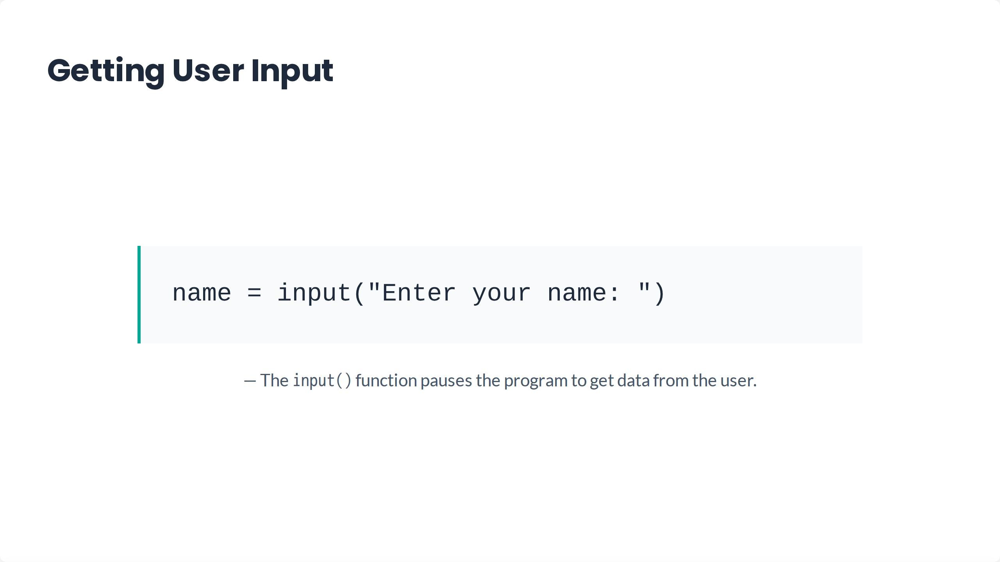 Getting User Input
name = input("Enter your name: ")
— The input() function pauses the program to get data from the user.